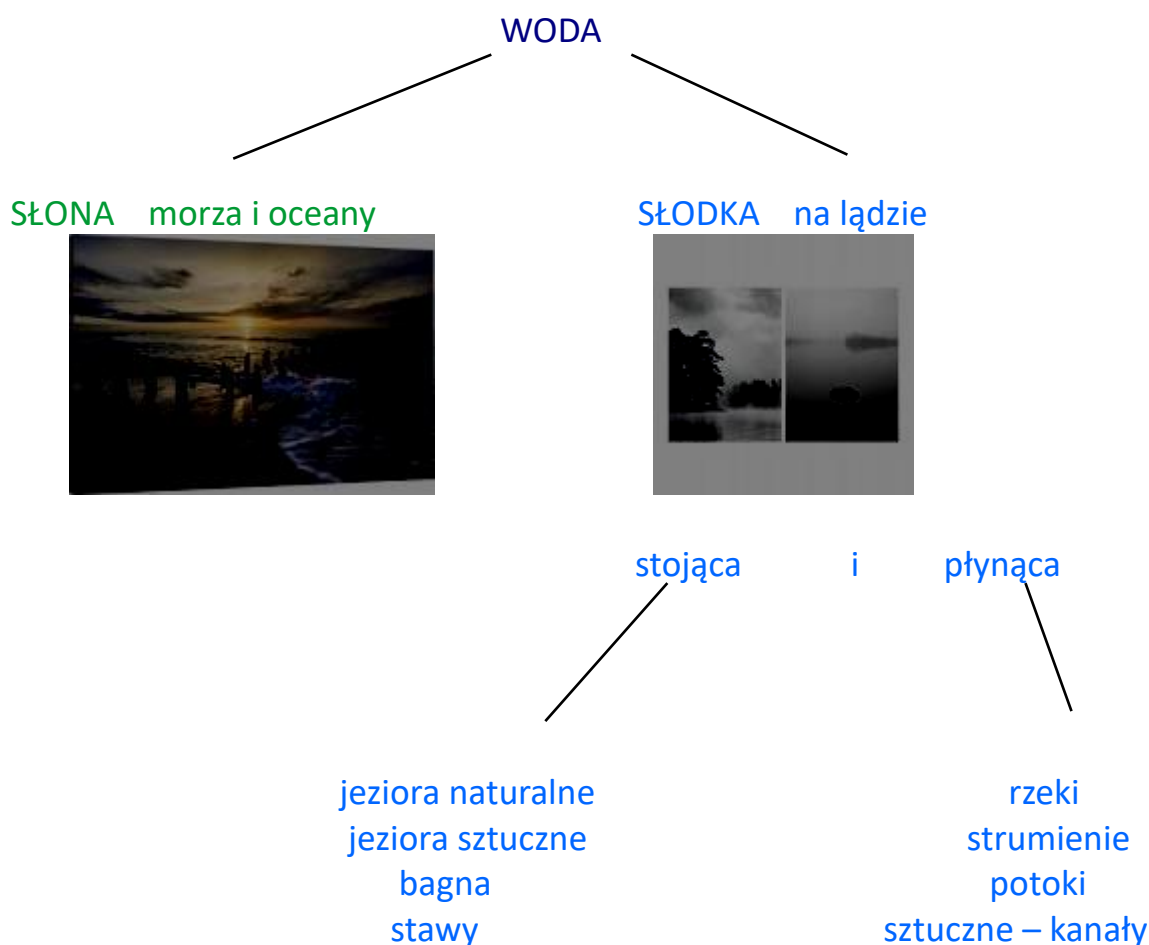 WODA
SŁONA morza i oceany
SŁODKA na lądzie
stojąca i płynąca
jeziora naturalne
jeziora sztuczne
bagna
stawy
rzeki
strumienie
potoki
sztuczne – kanały